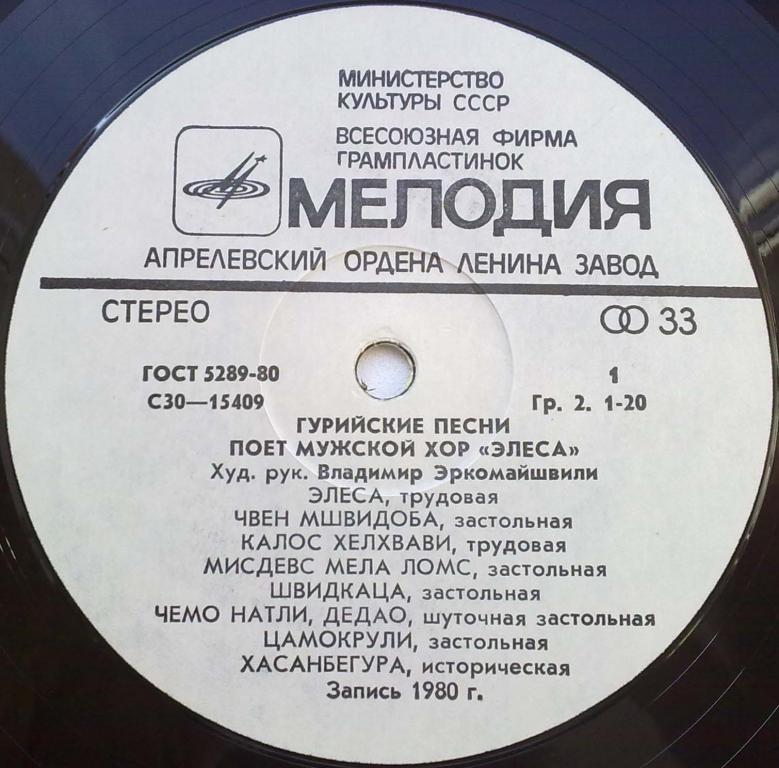 МИНИСТЕРСТВО
КУЛЬТУРЫ СССР
ВСЕСОЮЗНАЯ ФИРМА
ГРАМПЛАСТИНОК
МЕЛОДИЯ
АПРЕЛЕВСКИЙ ОРДЕНА ЛЕНИНА ЗАВОД
СТЕРЕО 33
ГОСТ 5289-80 1
С30—15409 Гр. 2. 1-20
ГУРИЙСКИЕ ПЕСНИ
ПОЕТ МУЖСКОЙ ХОР «ЭЛЕСА»
Худ. рук. Владимир Эркомайшвили
ЭЛЕСА, трудовая
ЧВЕН МШВИДОБА, застольная
КАЛОС ХЕЛХВАВИ, трудовая
МИСДЕВС МЕЛА ЛОМС, застольная
ШВИДКАЦА, застольная
ЧЕМО НАТЛИ, ДЕДАО, шуточная застольная
ЦАМОКРУЛИ, застольная
ХАСАНБЕГУРА, историческая
Запись 1980 г.